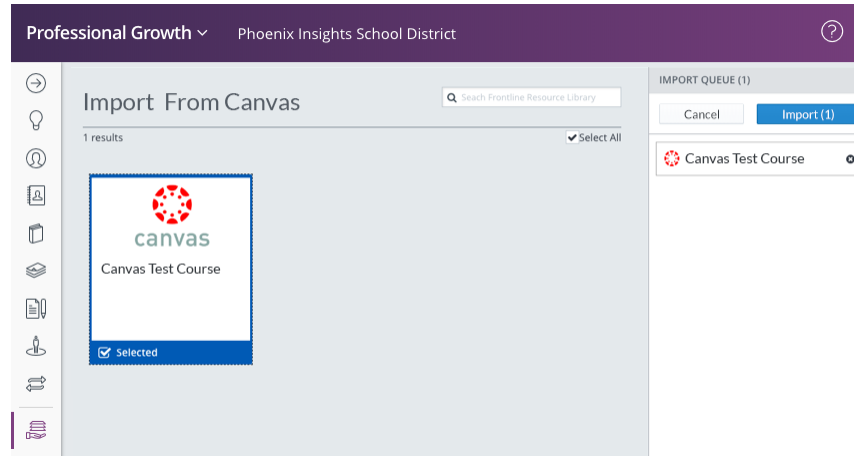 Professional Growth
Phoenix Insights School District
Import From Canvas
Seach Frontline Resource Library
1 results
Select All
canvas
Canvas Test Course
Selected
IMPORT QUEUE (1)
Cancel
Import (1)
Canvas Test Course